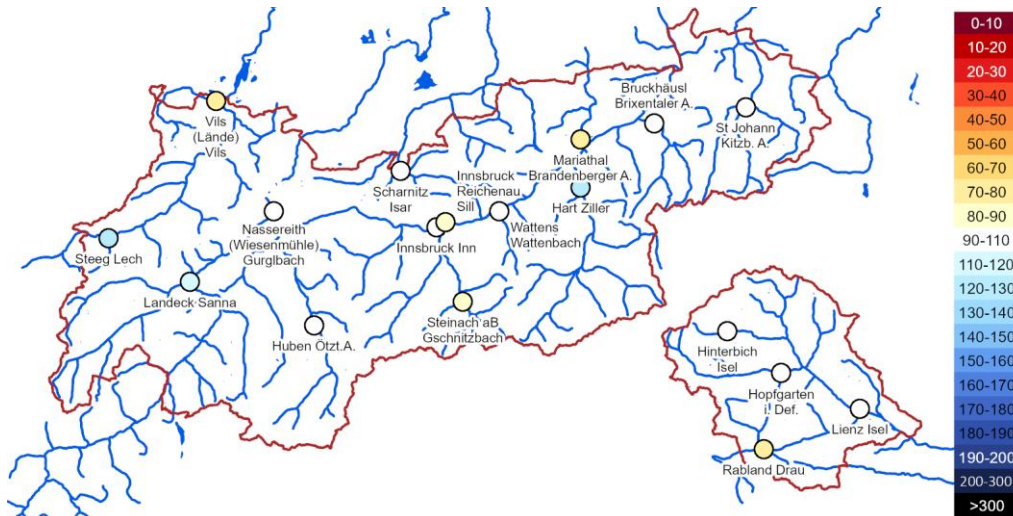 Vils
(Lände)
Vils
Steeg Lech
Landeck Sanna
Nassereith
(Wiesenmühle)
Gurglbach
Huben Ötzt.A.
Scharnitz
Isar
Innsbruck
Reichenau
Sill
Innsbruck Inn
Steinach aB
Gschnitzbach
Wattens
Wattenbach
Mariathal
Brandenberger A.
Hart Ziller
Bruckhäusl
Brixentaler A.
St Johann
Kitzb. A.
Hinterbich
Isel
Hopfgarten
i. Def.
Lienz Isel
Rabland Drau
0-10
10-20
20-30
30-40
40-50
50-60
60-70
70-80
80-90
90-110
110-120
120-130
130-140
140-150
150-160
160-170
170-180
180-190
190-200
200-300
>300